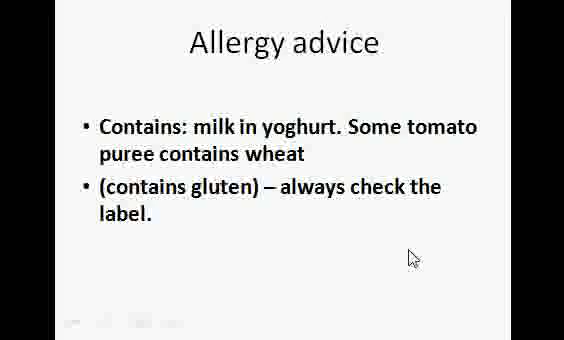 Allergy advice
• Contains: milk in yoghurt. Some tomato
puree contains wheat
• (contains gluten) – always check the
label.